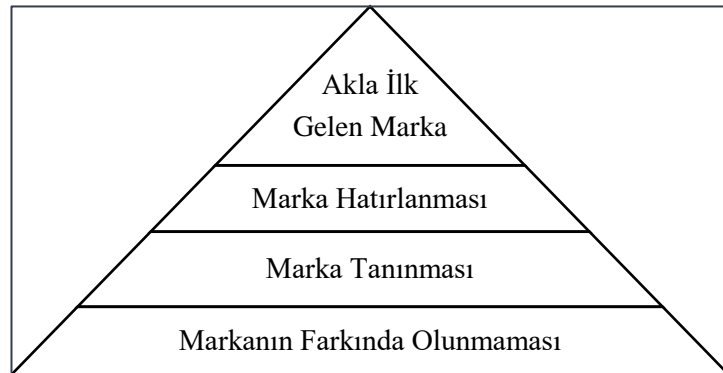 Akla İlk
Gelen Marka
Marka Hatırlanması
Marka Tanınması
Markanın Farkında Olunmaması